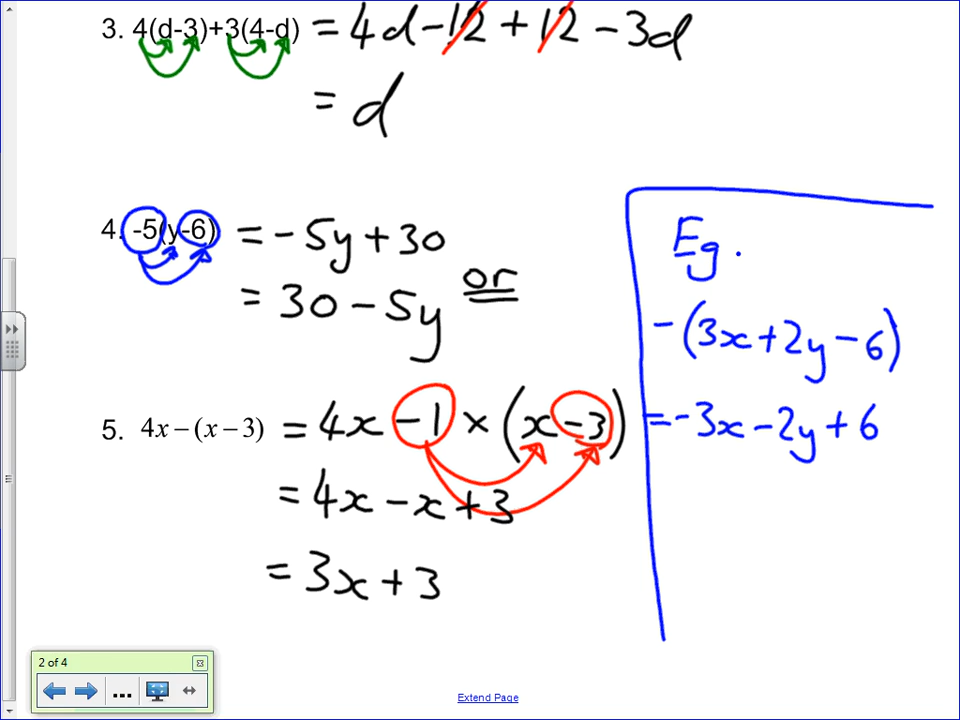 3. 4(d-3)+3(4-d) = 4d - 12 + 12 - 3d
= d
4. -5(y-6) = - 5y + 30
= 30 - 5y or
5. 4x − (x − 3) = 4x - 1 × (x - 3)
= 4x - x + 3
= 3x + 3
Eg.
- (3x + 2y - 6)
= - 3x - 2y + 6
2 of 4
...
Extend Page